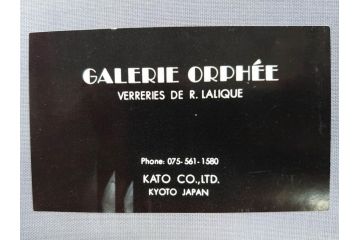 GALERIE ORPHÉE
VERRERIES DE R. LALIQUE
Phone: 075-561-1580
KATO CO.,LTD.
KYOTO JAPAN